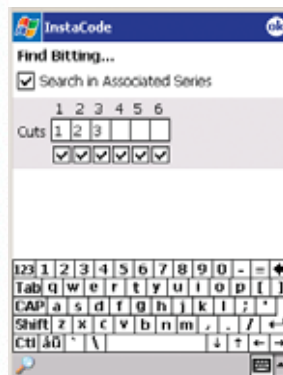 InstaCode ok
Find Bitting...
Search in Associated Series
1 2 3 4 5 6
Cuts 1 2 3
123 1 2 3 4 5 6 7 8 9 0 - =
Tab q w e r t y u i o p [ ]
CAP a s d f g h j k l ; '
Shift z x c v b n m , . /
Ctl áü ` \